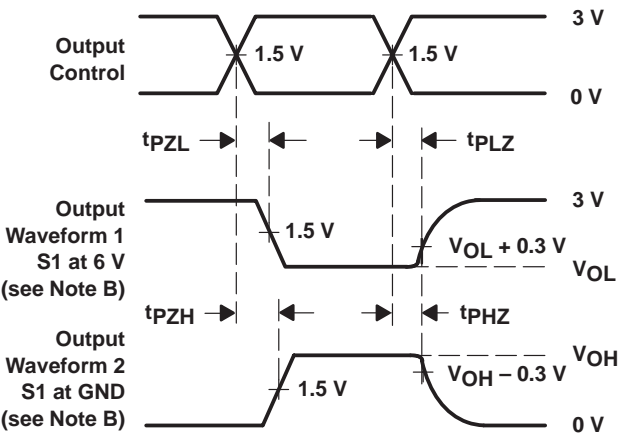 3 V
Output
Control
1.5 V
1.5 V
0 V
tPZL
tPLZ
Output
Waveform 1
S1 at 6 V
(see Note B)
3 V
1.5 V
VOL + 0.3 V
VOL
tPZH
tPHZ
Output
Waveform 2
S1 at GND
(see Note B)
VOH
VOH – 0.3 V
1.5 V
0 V